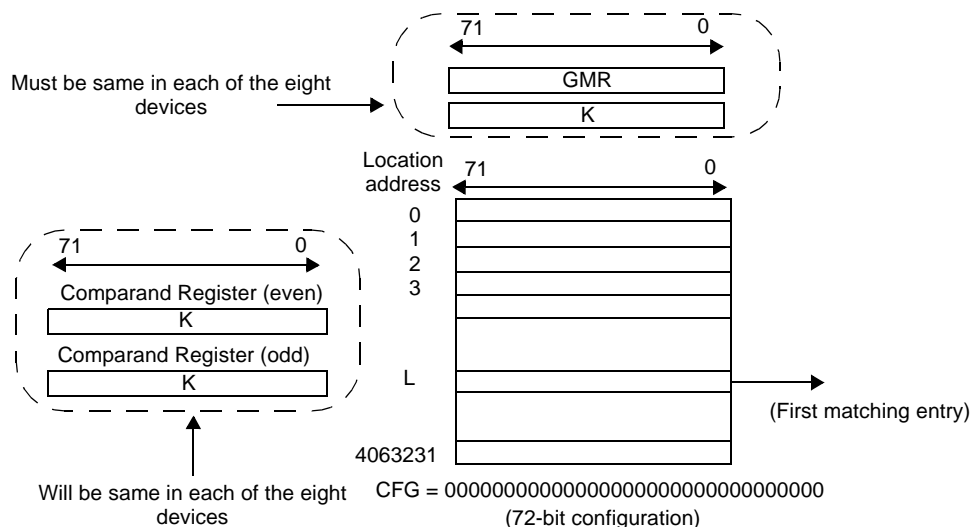 71 0
GMR
K
Must be same in each of the eight
devices
Location
address
71 0
0
1
2
3
L
4063231
(First matching entry)
CFG = 00000000000000000000000000000000
(72-bit configuration)
71 0
Comparand Register (even)
K
Comparand Register (odd)
K
Will be same in each of the eight
devices